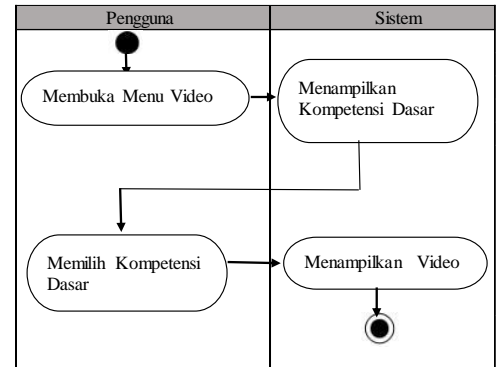 Pengguna
Sistem
Membuka Menu Video
Menampilkan
Kompetensi Dasar
Memilih Kompetensi
Dasar
Menampilkan Video